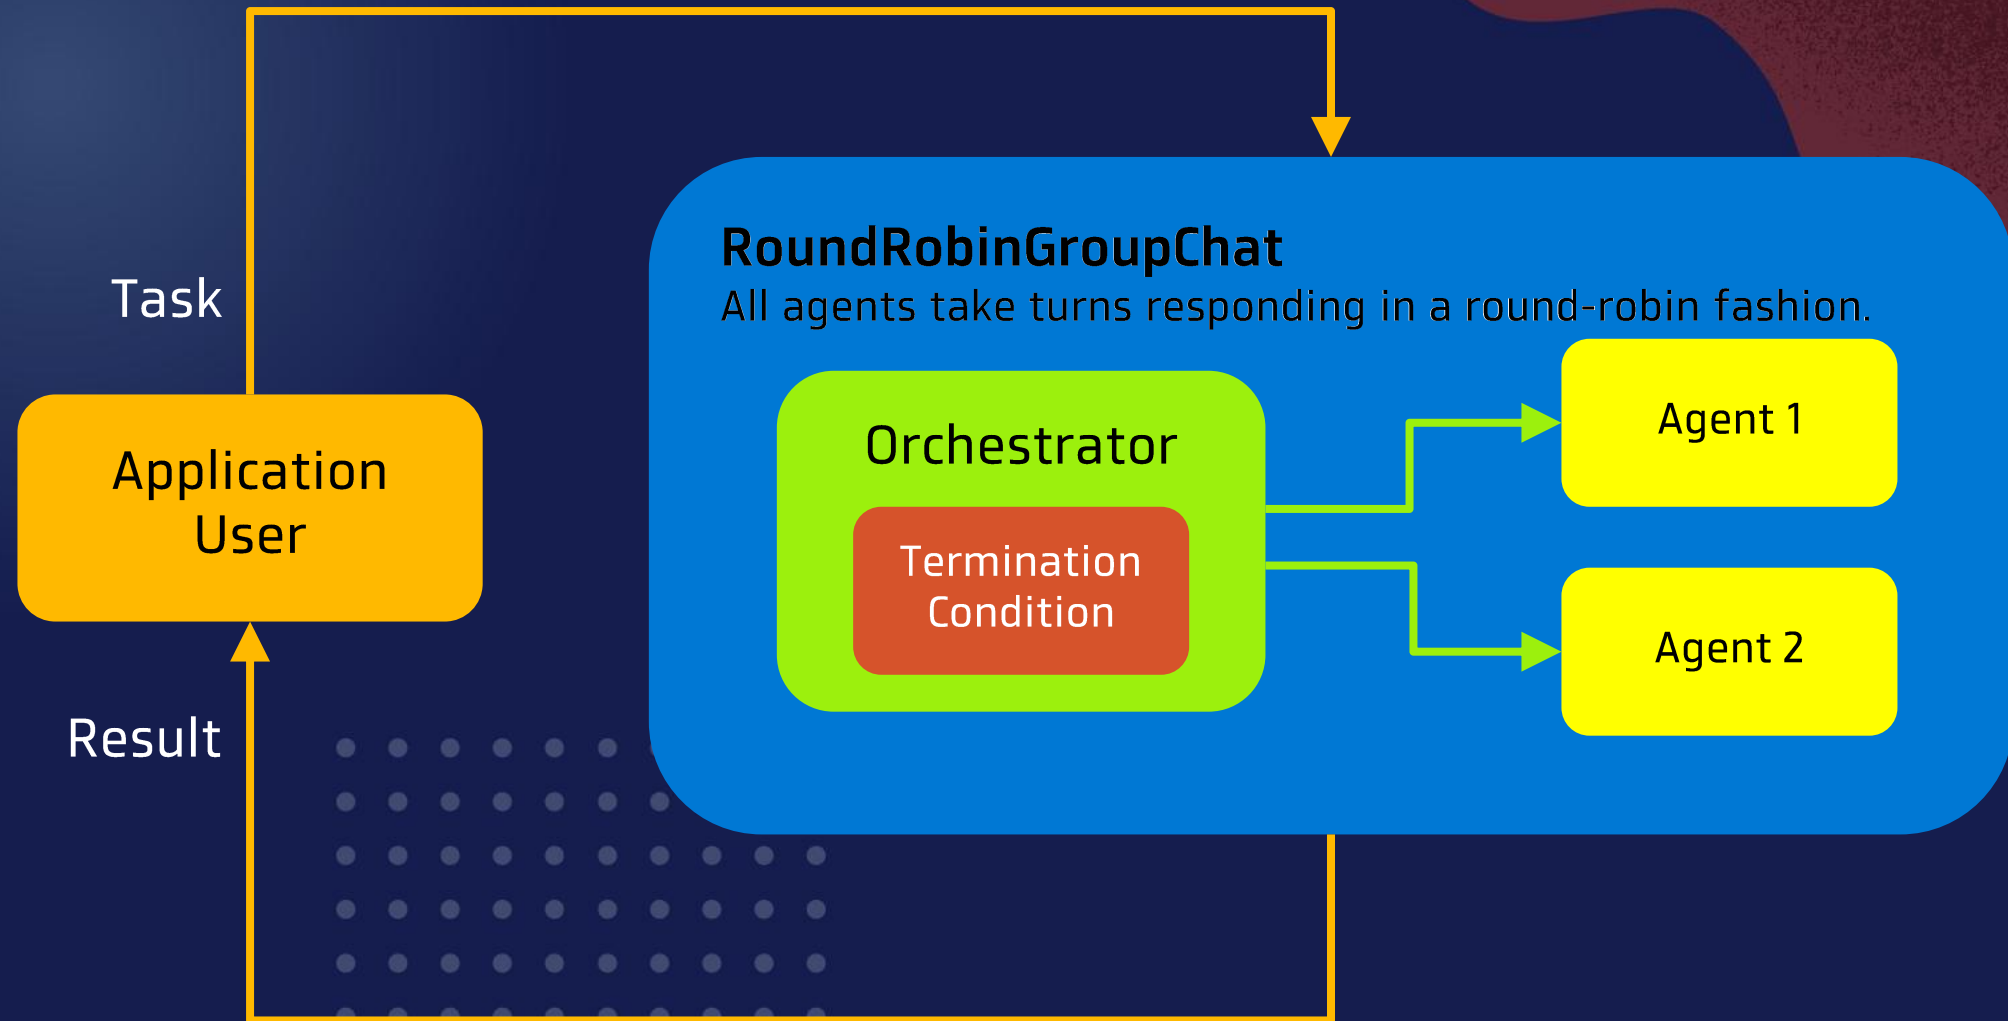 Task
RoundRobinGroupChat
All agents take turns responding in a round-robin fashion.
Application
User
Orchestrator
Termination
Condition
Agent 1
Agent 2
Result